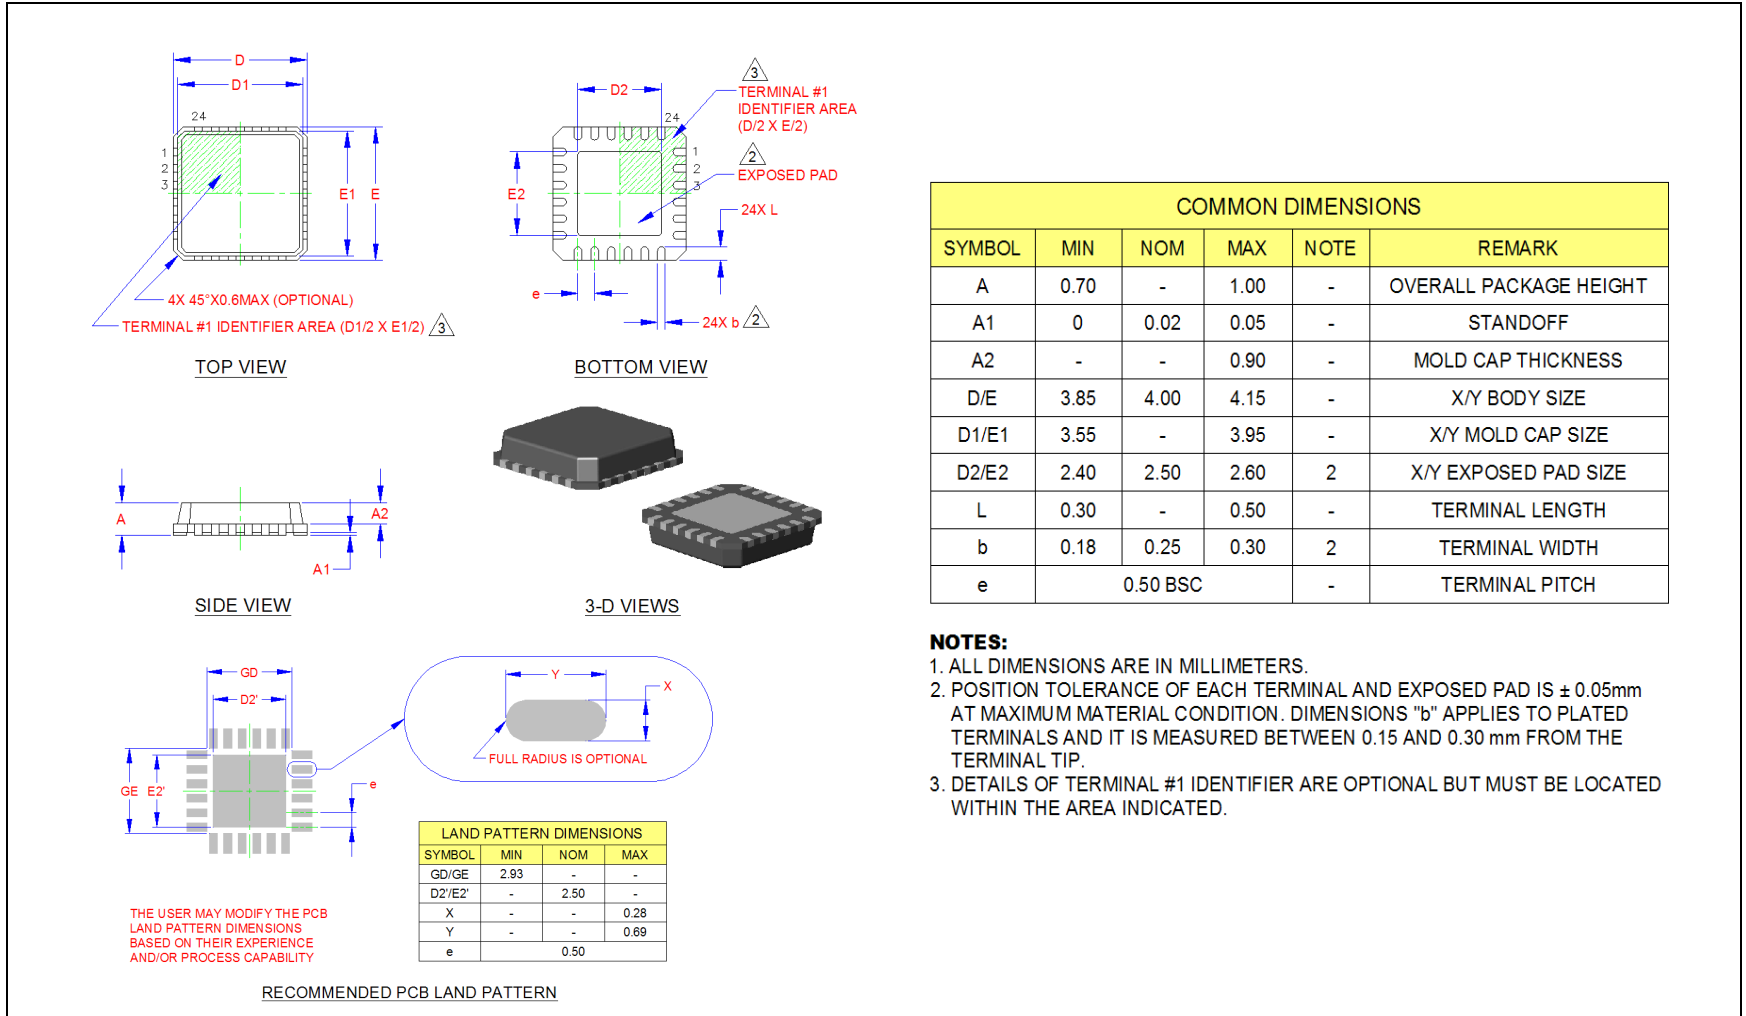 D
D1
24
1
2
3
E1 E
4X 45°X0.6MAX (OPTIONAL)
TERMINAL #1 IDENTIFIER AREA (D1/2 X E1/2) 3
TOP VIEW
D2
3
TERMINAL #1
IDENTIFIER AREA
(D/2 X E/2)
24
1
2
3
2
EXPOSED PAD
E2
24X L
e
24X b 2
BOTTOM VIEW
A
A2
A1
SIDE VIEW
3-D VIEWS
GD
D2'
GE E2'
e
Y
X
FULL RADIUS IS OPTIONAL
THE USER MAY MODIFY THE PCB
LAND PATTERN DIMENSIONS
BASED ON THEIR EXPERIENCE
AND/OR PROCESS CAPABILITY
LAND PATTERN DIMENSIONS
SYMBOL MIN NOM MAX
GD/GE 2.93 - -
D2'/E2' - 2.50 -
X - - 0.28
Y - - 0.69
e 0.50
RECOMMENDED PCB LAND PATTERN
COMMON DIMENSIONS
SYMBOL MIN NOM MAX NOTE REMARK
A 0.70 - 1.00 - OVERALL PACKAGE HEIGHT
A1 0 0.02 0.05 - STANDOFF
A2 - - 0.90 - MOLD CAP THICKNESS
D/E 3.85 4.00 4.15 - X/Y BODY SIZE
D1/E1 3.55 - 3.95 - X/Y MOLD CAP SIZE
D2/E2 2.40 2.50 2.60 2 X/Y EXPOSED PAD SIZE
L 0.30 - 0.50 - TERMINAL LENGTH
b 0.18 0.25 0.30 2 TERMINAL WIDTH
e 0.50 BSC - TERMINAL PITCH
NOTES:
1. ALL DIMENSIONS ARE IN MILLIMETERS.
2. POSITION TOLERANCE OF EACH TERMINAL AND EXPOSED PAD IS ± 0.05mm
AT MAXIMUM MATERIAL CONDITION. DIMENSIONS "b" APPLIES TO PLATED
TERMINALS AND IT IS MEASURED BETWEEN 0.15 AND 0.30 mm FROM THE
TERMINAL TIP.
3. DETAILS OF TERMINAL #1 IDENTIFIER ARE OPTIONAL BUT MUST BE LOCATED
WITHIN THE AREA INDICATED.